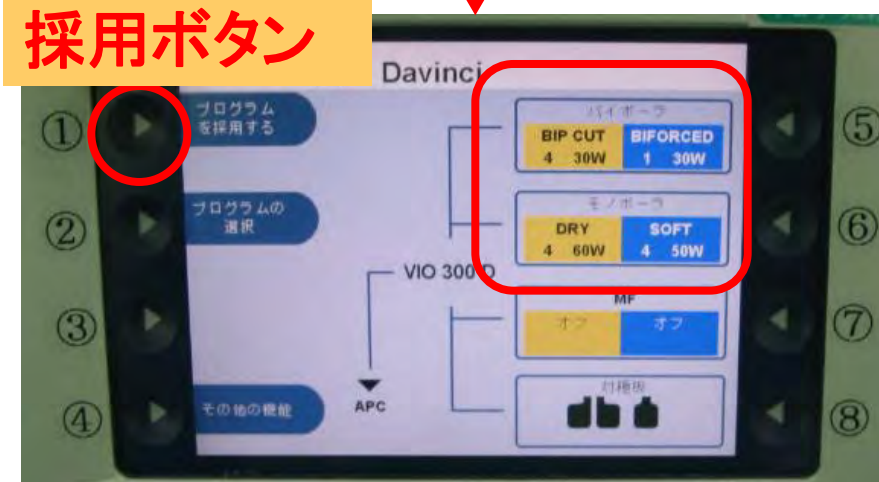 採用ボタン
Davinci
①
プログラム
を採用する
バイポーラ
BIP CUT
4 30W
BIFORCED
1 30W
⑤
②
プログラムの
選択
モノポーラ
DRY
4 60W
SOFT
4 50W
⑥
VIO 300 D
③
MF
オフ
オフ
⑦
④
その他の機能
APC
対極板
⑧